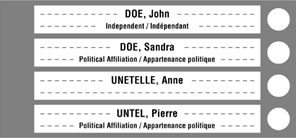 DOE, John
Independent / Indépendant
DOE, Sandra
Political Affiliation / Appartenance politique
UNETELLE, Anne
UNTEL, Pierre
Political Affiliation / Appartenance politique